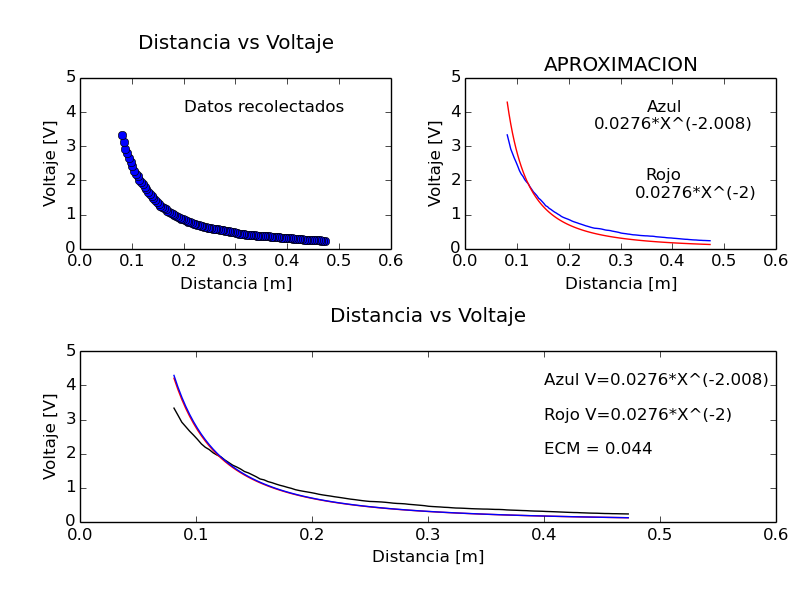 Distancia vs Voltaje
5
4
3
2
1
0
Voltaje [V]
Datos recolectados
0.0 0.1 0.2 0.3 0.4 0.5 0.6
Distancia [m]
APROXIMACION
5
4
3
2
1
0
Voltaje [V]
Azul
0.0276*X^(-2.008)
Rojo
0.0276*X^(-2)
0.0 0.1 0.2 0.3 0.4 0.5 0.6
Distancia [m]
Distancia vs Voltaje
5
4
3
2
1
0
Voltaje [V]
Azul V=0.0276*X^(-2.008)
Rojo V=0.0276*X^(-2)
ECM = 0.044
0.0 0.1 0.2 0.3 0.4 0.5 0.6
Distancia [m]